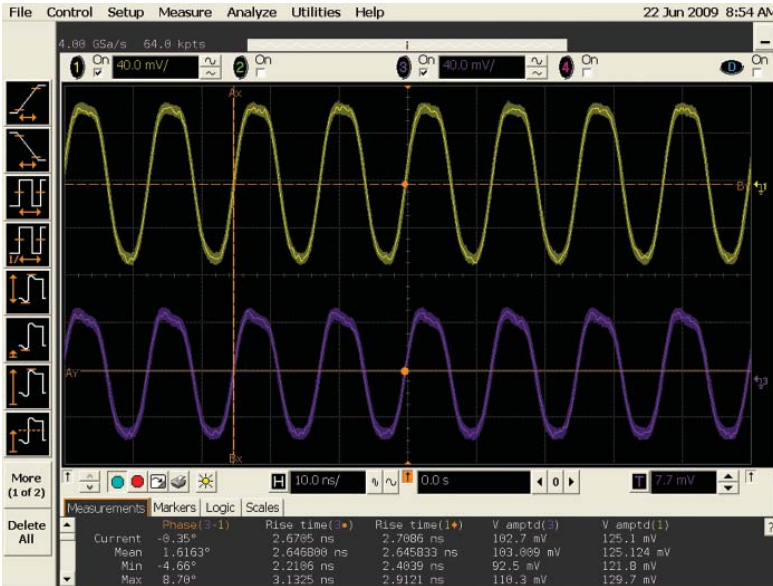 File Control Setup Measure Analyze Utilities Help 22 Jun 2009 8:54 AM
4.00 GSa/s 64.0 kpts
1 On 40.0 mV/ 2 On 3 On 40.0 mV/ 4 On D On
Ax
By
1
Ay
3
Bx
More
(1 of 2)
Delete
All
H 10.0 ns/ T 0.0 s 0 T 7.7 mV
Measurements Markers Logic Scales
Phase(3-1) Rise time(3) Rise time(1) V amptd(3) V amptd(1)
Current -0.35° 2.6705 ns 2.7086 ns 102.7 mV 125.1 mV
Mean 1.6163° 2.646800 ns 2.645833 ns 103.009 mV 125.124 mV
Min -4.66° 2.2106 ns 2.4039 ns 92.5 mV 121.8 mV
Max 8.70° 3.1325 ns 2.9121 ns 110.3 mV 129.7 mV
?